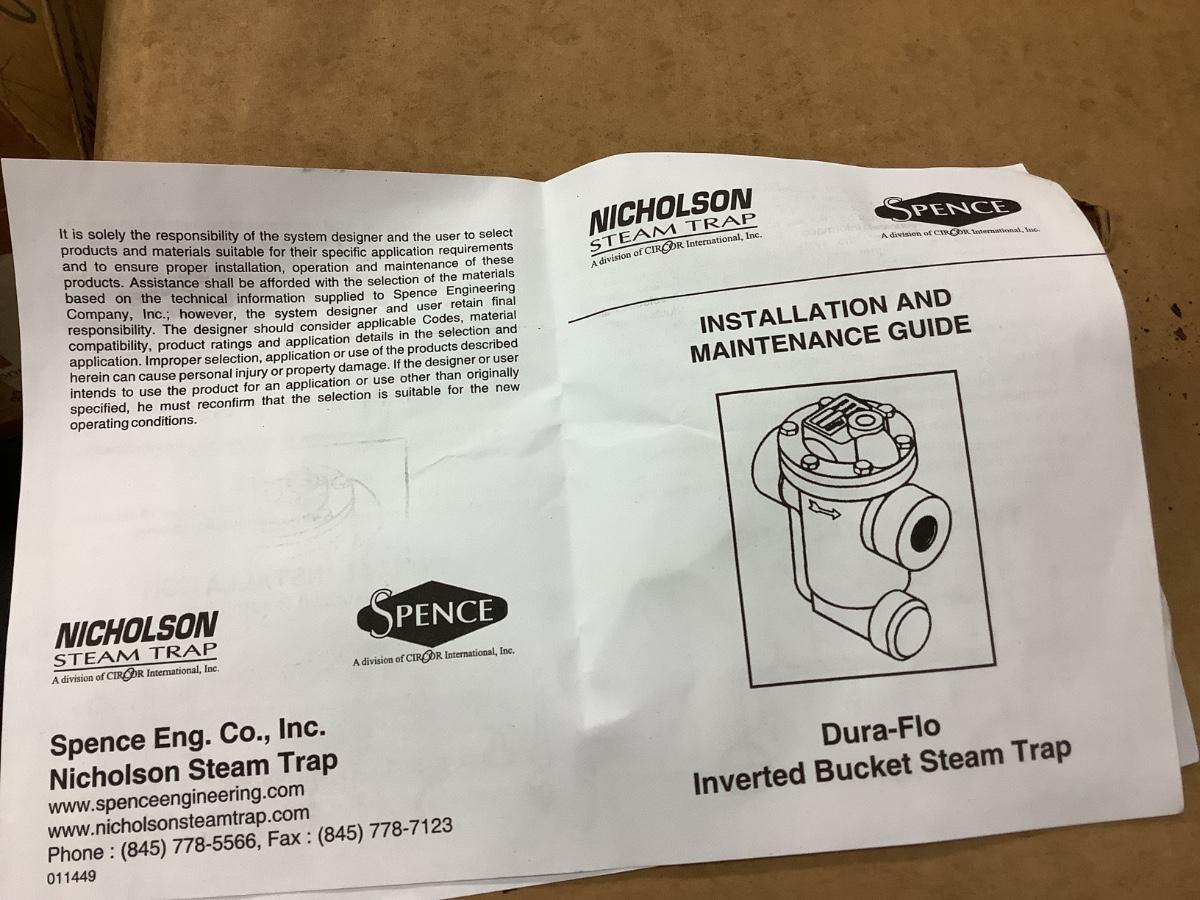 It is solely the responsibility of the system designer and the user to select
products and materials suitable for their specific application requirements
and to ensure proper installation, operation and maintenance of these
products. Assistance shall be afforded with the selection of the materials
based on the technical information supplied to Spence Engineering
Company, Inc.; however, the system designer and user retain final
responsibility. The designer should consider applicable Codes, material
compatibility, product ratings and application details in the selection and
application. Improper selection, application or use of the products described
herein can cause personal injury or property damage. If the designer or user
intends to use the product for an application or use other than originally
specified, he must reconfirm that the selection is suitable for the new
operating conditions.
NICHOLSON
STEAM TRAP
A division of CIRCOR International, Inc.
SPENCE
A division of CIRCOR International, Inc.
Spence Eng. Co., Inc.
Nicholson Steam Trap
www.spenceengineering.com
www.nicholsonsteamtrap.com
Phone : (845) 778-5566, Fax : (845) 778-7123
011449
NICHOLSON
STEAM TRAP
A division of CIRCOR International, Inc.
SPENCE
A division of CIRCOR International, Inc.
INSTALLATION AND
MAINTENANCE GUIDE
Dura-Flo
Inverted Bucket Steam Trap